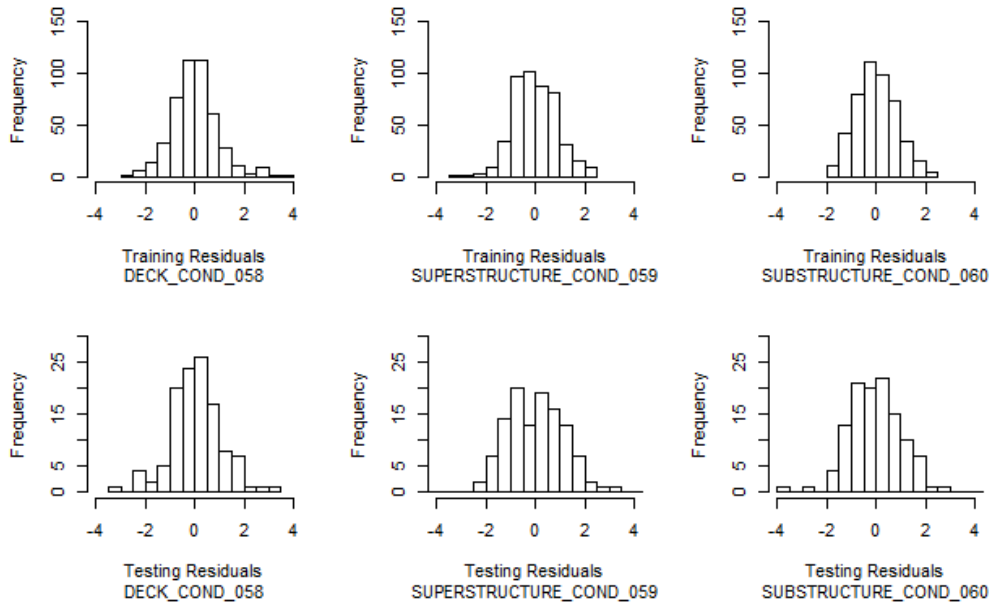 Frequency
150
100
50
0
-4 -2 0 2 4
Training Residuals
DECK_COND_058
Frequency
150
100
50
0
-4 -2 0 2 4
Training Residuals
SUPERSTRUCTURE_COND_059
Frequency
150
100
50
0
-4 -2 0 2 4
Training Residuals
SUBSTRUCTURE_COND_060
Frequency
25
15
5
0
-4 -2 0 2 4
Testing Residuals
DECK_COND_058
Frequency
25
15
5
0
-4 -2 0 2 4
Testing Residuals
SUPERSTRUCTURE_COND_059
Frequency
25
15
5
0
-4 -2 0 2 4
Testing Residuals
SUBSTRUCTURE_COND_060